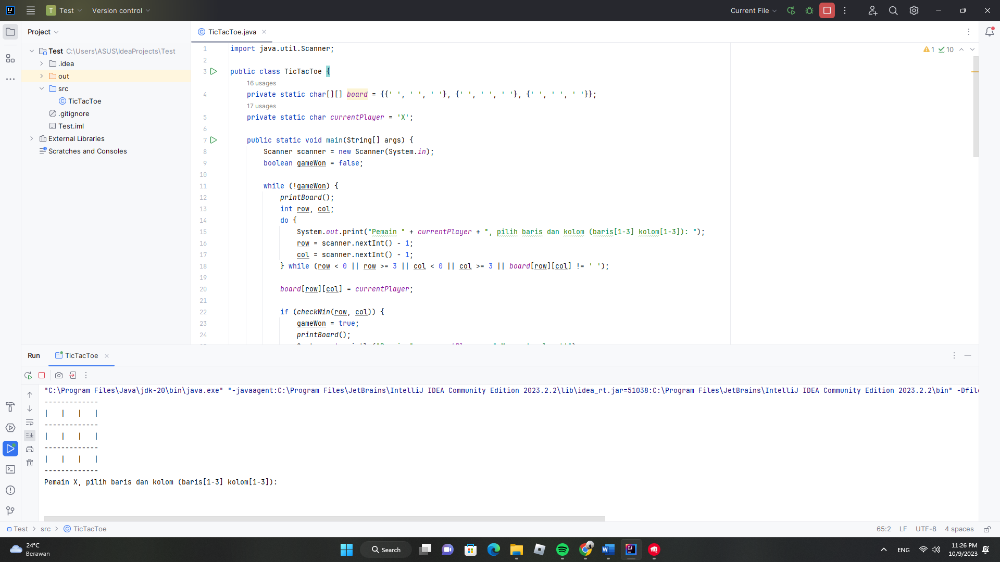 Test
Version control
Current File
Project
TicTacToe.java
Test C:\Users\ASUS\IdeaProjects\Test
.idea
out
src
TicTacToe
.gitignore
Test.iml
External Libraries
Scratches and Consoles
1 10
1 import java.util.Scanner;
2
3 public class TicTacToe {
16 usages
4 private static char[][] board = {{' ', ' ', ' '}, {' ', ' ', ' '}, {' ', ' ', ' '}};
17 usages
5 private static char currentPlayer = 'X';
6
7 public static void main(String[] args) {
8 Scanner scanner = new Scanner(System.in);
9 boolean gameWon = false;
10
11 while (!gameWon) {
12 printBoard();
13 int row, col;
14 do {
15 System.out.print("Pemain " + currentPlayer + ", pilih baris dan kolom (baris[1-3] kolom[1-3]): ");
16 row = scanner.nextInt() - 1;
17 col = scanner.nextInt() - 1;
18 } while (row < 0 || row >= 3 || col < 0 || col >= 3 || board[row][col] != ' ');
19
20 board[row][col] = currentPlayer;
21
22 if (checkWin(row, col)) {
23 gameWon = true;
24 printBoard();
Run
TicTacToe
"C:\Program Files\Java\jdk-20\bin\java.exe" "-javaagent:C:\Program Files\JetBrains\IntelliJ IDEA Community Edition 2023.2.2\lib\idea_rt.jar=51038:C:\Program Files\JetBrains\IntelliJ IDEA Community Edition 2023.2.2\bin" -Dfil
-------------
|   |   |   |
-------------
|   |   |   |
-------------
|   |   |   |
-------------
Pemain X, pilih baris dan kolom (baris[1-3] kolom[1-3]):
Test > src > TicTacToe
65:2 LF UTF-8 4 spaces
24°C
Berawan
Search
ENG
11:26 PM
10/9/2023